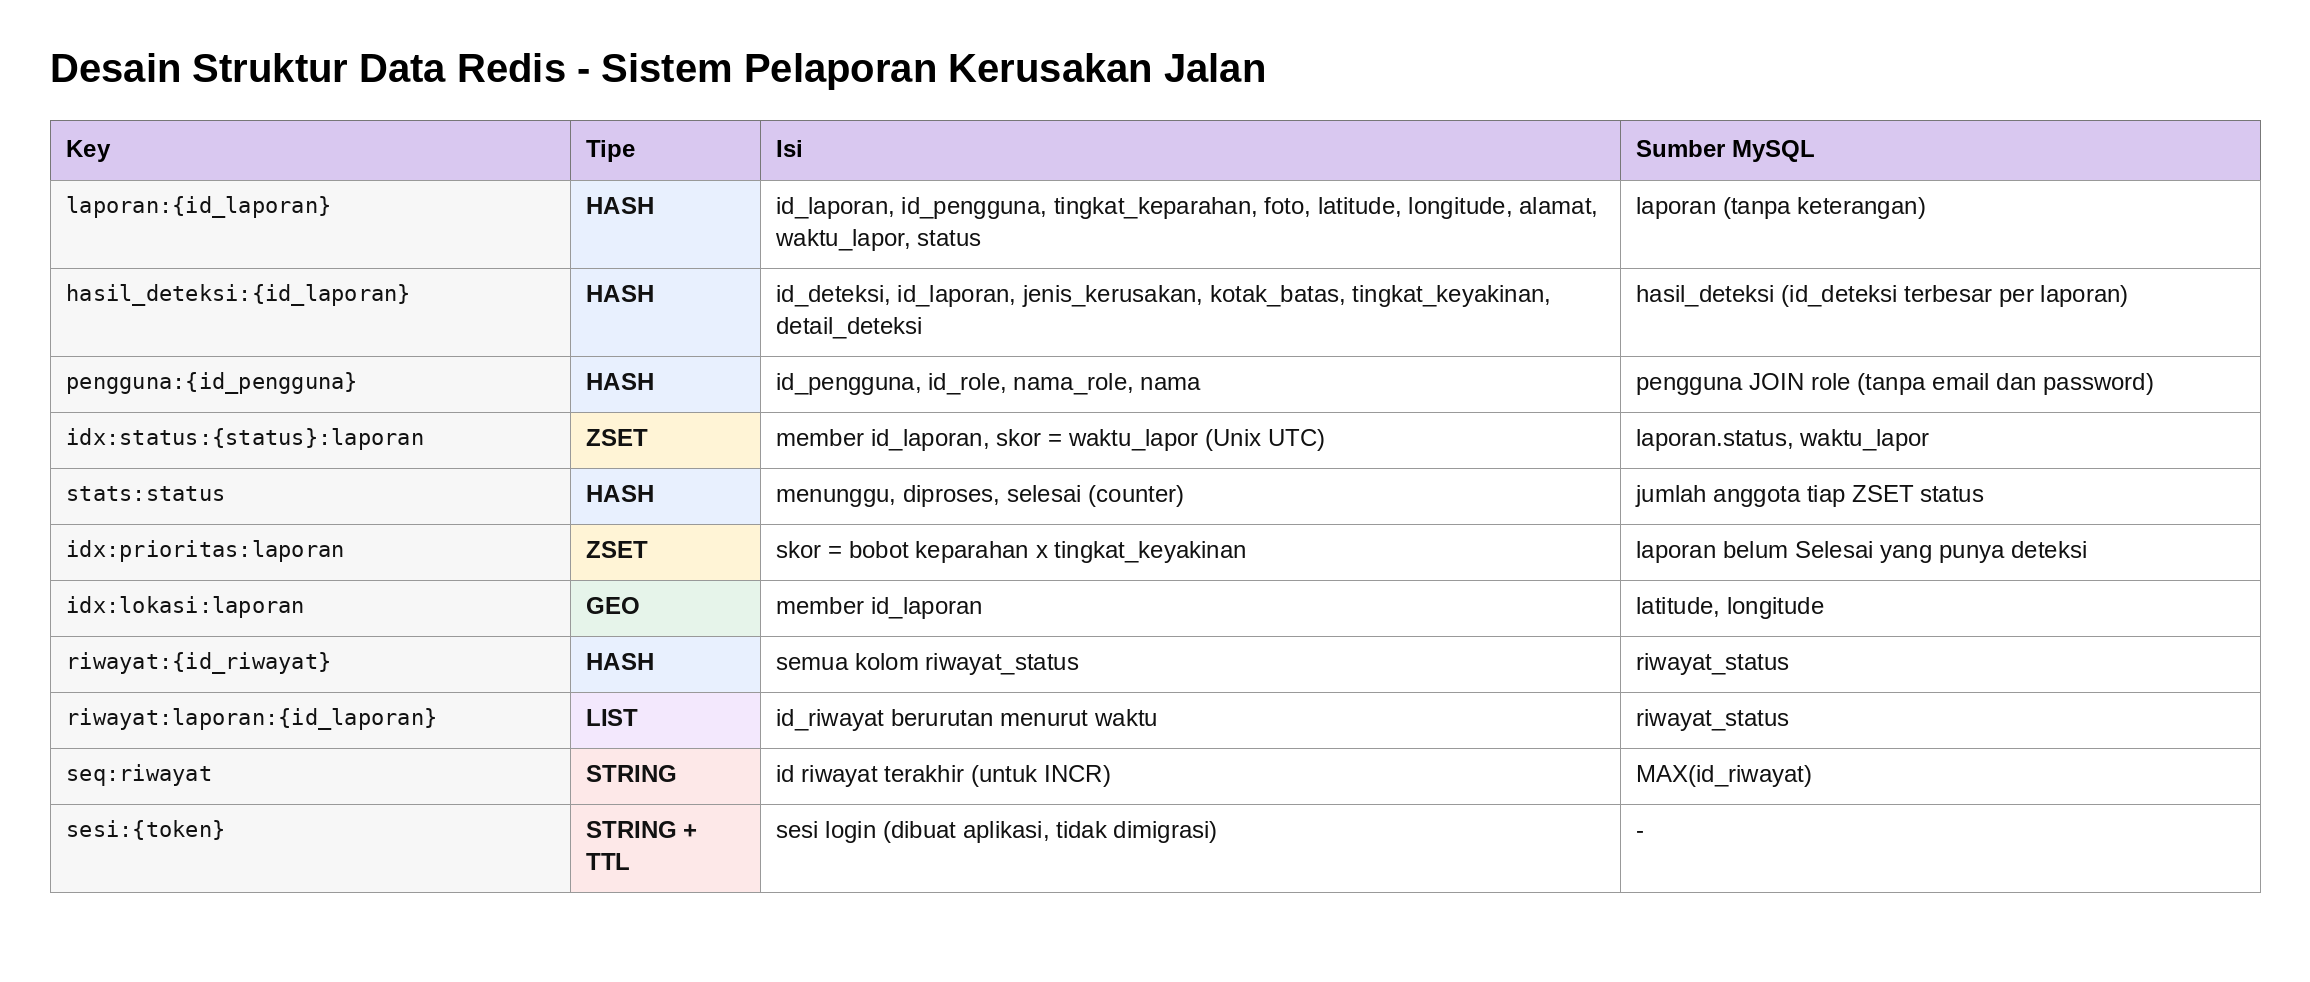 Desain Struktur Data Redis - Sistem Pelaporan Kerusakan Jalan
Key Tipe Isi Sumber MySQL
laporan:{id_laporan} HASH id_laporan, id_pengguna, tingkat_keparahan, foto, latitude, longitude, alamat, laporan (tanpa keterangan)
waktu_lapor, status
hasil_deteksi:{id_laporan} HASH id_deteksi, id_laporan, jenis_kerusakan, kotak_batas, tingkat_keyakinan, hasil_deteksi (id_deteksi terbesar per laporan)
detail_deteksi
pengguna:{id_pengguna} HASH id_pengguna, id_role, nama_role, nama pengguna JOIN role (tanpa email dan password)
idx:status:{status}:laporan ZSET member id_laporan, skor = waktu_lapor (Unix UTC) laporan.status, waktu_lapor
stats:status HASH menunggu, diproses, selesai (counter) jumlah anggota tiap ZSET status
idx:prioritas:laporan ZSET skor = bobot keparahan x tingkat_keyakinan laporan belum Selesai yang punya deteksi
idx:lokasi:laporan GEO member id_laporan latitude, longitude
riwayat:{id_riwayat} HASH semua kolom riwayat_status riwayat_status
riwayat:laporan:{id_laporan} LIST id_riwayat berurutan menurut waktu riwayat_status
seq:riwayat STRING id riwayat terakhir (untuk INCR) MAX(id_riwayat)
sesi:{token} STRING + sesi login (dibuat aplikasi, tidak dimigrasi) -
TTL